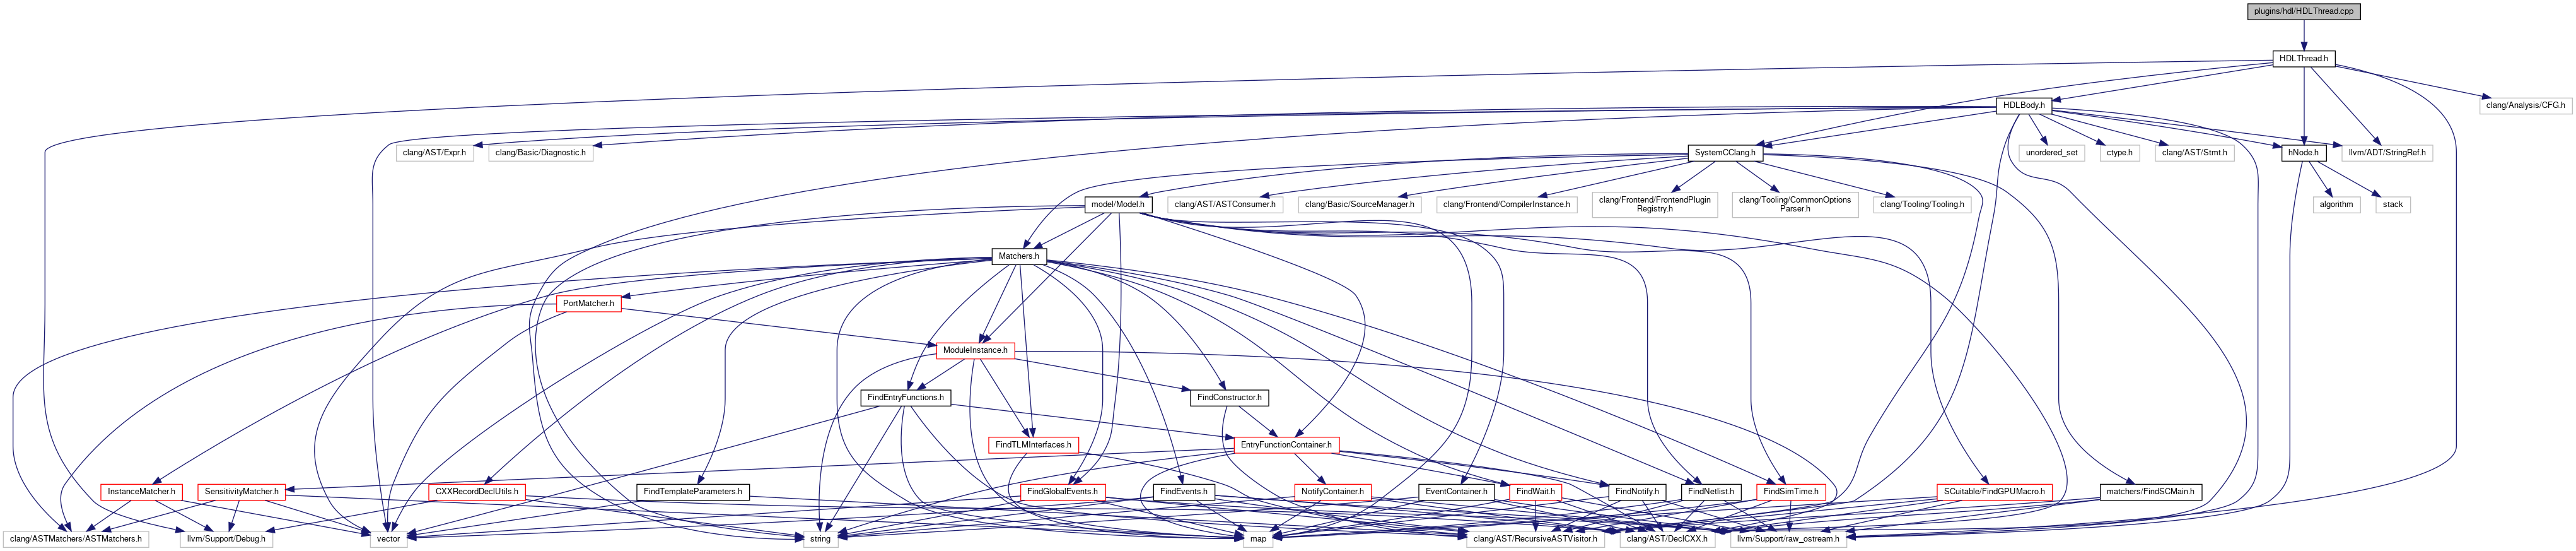 plugins/hdl/HDLThread.cpp
HDLThread.h
HDLBody.h
clang/Analysis/CFG.h
clang/AST/Expr.h
clang/Basic/Diagnostic.h
SystemCClang.h
unordered_set
ctype.h
clang/AST/Stmt.h
hNode.h
llvm/ADT/StringRef.h
model/Model.h
clang/AST/ASTConsumer.h
clang/Basic/SourceManager.h
clang/Frontend/CompilerInstance.h
clang/Frontend/FrontendPlugin
Registry.h
clang/Tooling/CommonOptions
Parser.h
clang/Tooling/Tooling.h
algorithm
stack
Matchers.h
PortMatcher.h
ModuleInstance.h
FindEntryFunctions.h
FindConstructor.h
FindTLMInterfaces.h
EntryFunctionContainer.h
InstanceMatcher.h
SensitivityMatcher.h
CXXRecordDeclUtils.h
FindTemplateParameters.h
FindGlobalEvents.h
FindEvents.h
NotifyContainer.h
EventContainer.h
FindWait.h
FindNotify.h
FindNetlist.h
FindSimTime.h
SCuitable/FindGPUMacro.h
matchers/FindSCMain.h
clang/ASTMatchers/ASTMatchers.h
llvm/Support/Debug.h
vector
string
map
clang/AST/RecursiveASTVisitor.h
clang/AST/DeclCXX.h
llvm/Support/raw_ostream.h